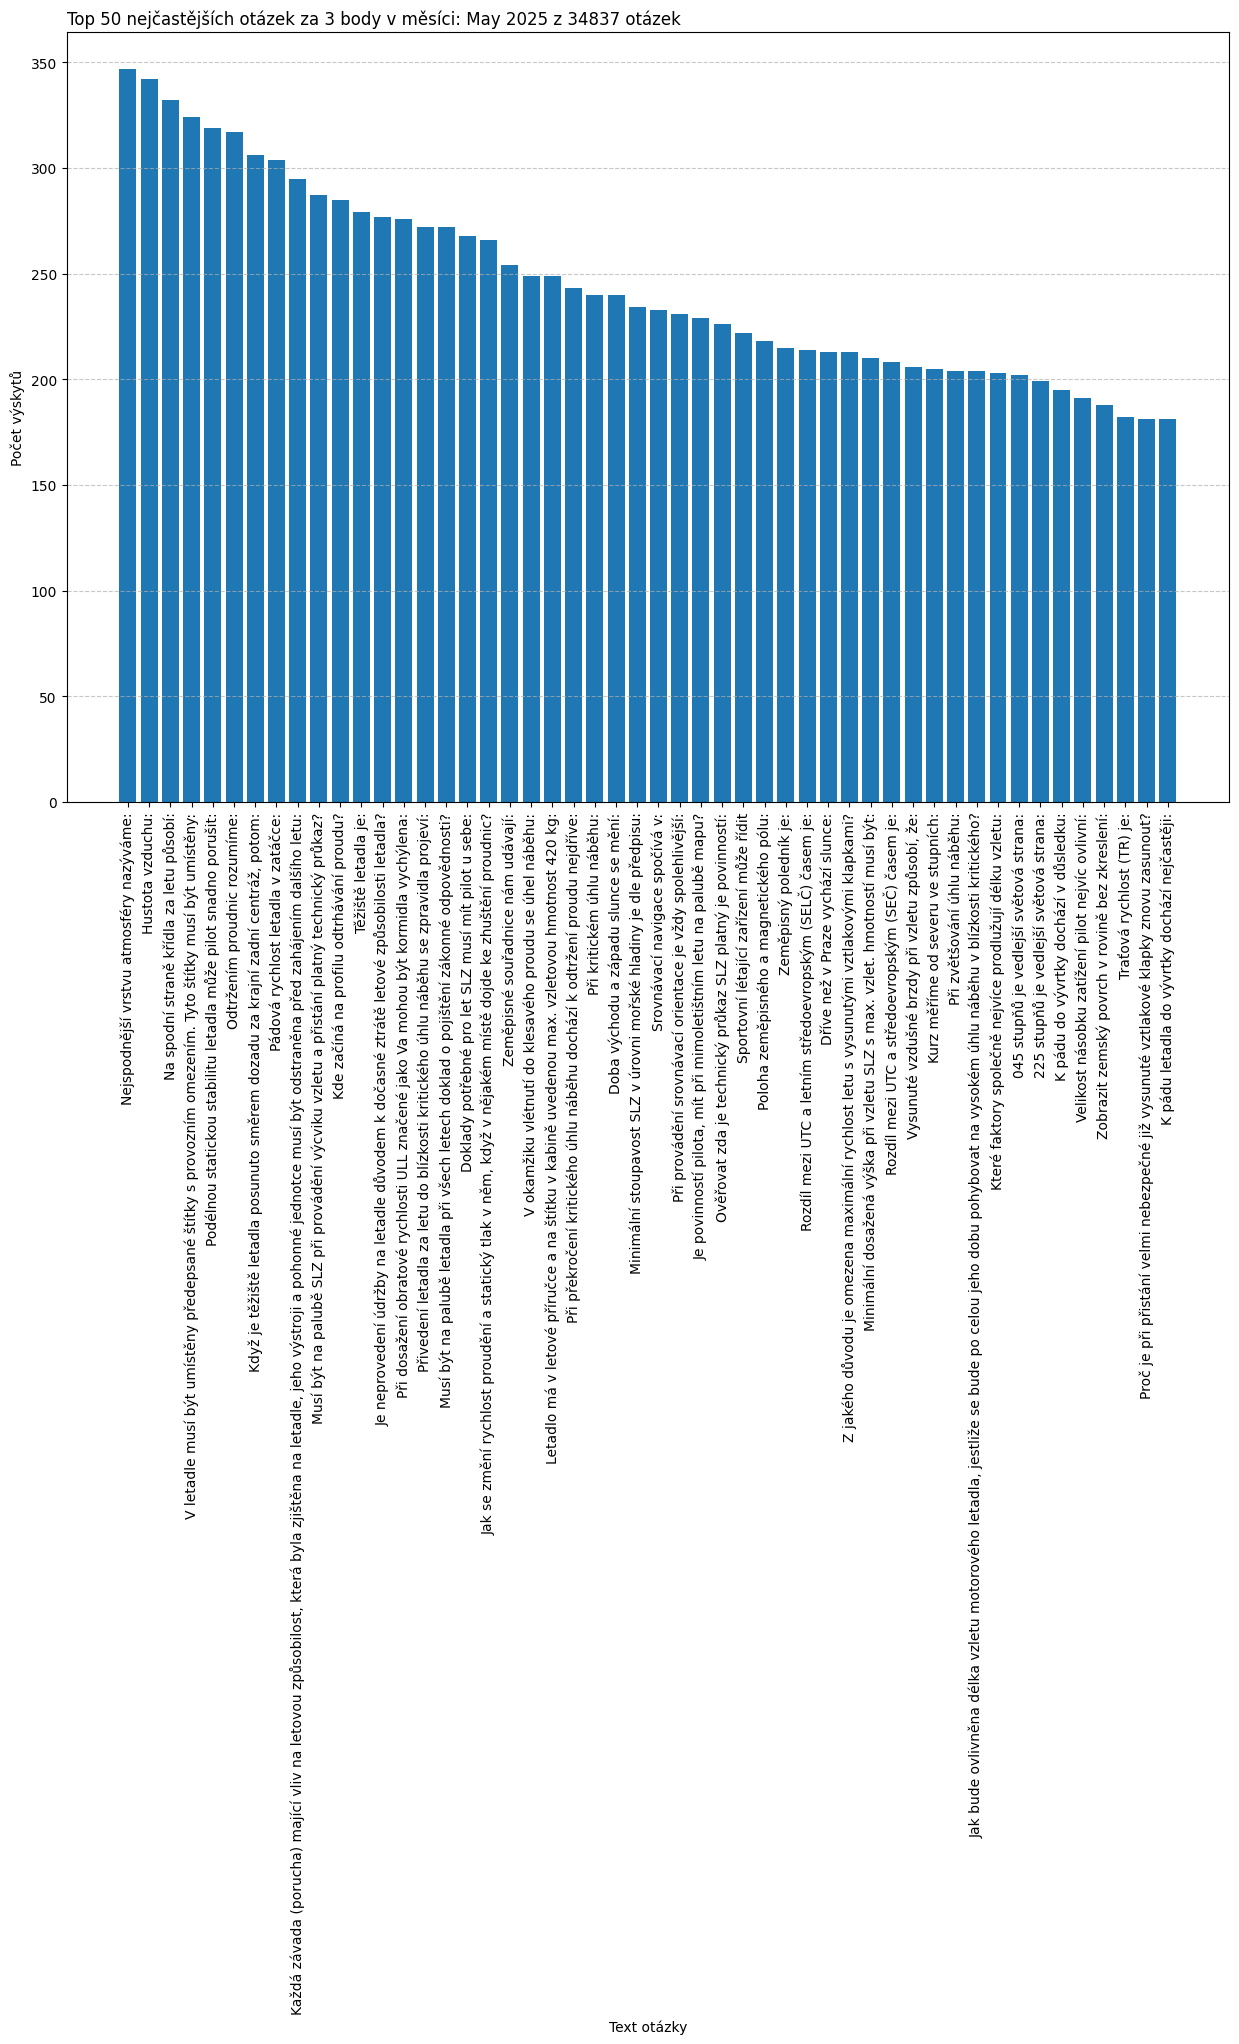 Top 50 nejčastějších otázek za 3 body v měsíci: May 2025 z 34837 otázek
Počet výskytů
350
300
250
200
150
100
50
0
Nejspodnější vrstvu atmosféry nazýváme:
Hustota vzduchu:
Na spodní straně křídla za letu působí:
V letadle musí být umístěny předepsané štítky s provozním omezením. Tyto štítky musí být umístěny:
Podélnou statickou stabilitu letadla může pilot snadno porušit:
Odtržením proudnic rozumíme:
Když je těžiště letadla posunuto směrem dozadu za krajní zadní centráž, potom:
Pádová rychlost letadla v zatáčce:
Každá závada (porucha) mající vliv na letovou způsobilost, která byla zjištěna na letadle, jeho výstroji a pohonné jednotce musí být odstraněna před zahájením dalšího letu:
Musí být na palubě SLZ při provádění výcviku vzletu a přistání platný technický průkaz?
Kde začíná na profilu odtrhávání proudu?
Těžiště letadla je:
Je neprovedení údržby na letadle důvodem k dočasné ztrátě letové způsobilosti letadla?
Při dosažení obratové rychlosti ULL značené jako Va mohou být kormidla vychýlena:
Přivedení letadla za letu do blízkosti kritického úhlu náběhu se zpravidla projeví:
Musí být na palubě letadla při všech letech doklad o pojištění zákonné odpovědnosti?
Doklady potřebné pro let SLZ musí mít pilot u sebe:
Jak se změní rychlost proudění a statický tlak v něm, když v nějakém místě dojde ke zhuštění proudnic?
Zeměpisné souřadnice nám udávají:
V okamžiku vlétnutí do klesavého proudu se úhel náběhu:
Letadlo má v letové příručce a na štítku v kabině uvedenou max. vzletovou hmotnost 420 kg:
Při překročení kritického úhlu náběhu dochází k odtržení proudu nejdříve:
Při kritickém úhlu náběhu:
Doba východu a západu slunce se mění:
Minimální stoupavost SLZ v úrovni mořské hladiny je dle předpisu:
Srovnávací navigace spočívá v:
Při provádění srovnávací orientace je vždy spolehlivější:
Je povinností pilota, mít při mimoletištním letu na palubě mapu?
Ověřovat zda je technický průkaz SLZ platný je povinností:
Sportovní létající zařízení může řídit
Poloha zeměpisného a magnetického pólu:
Zeměpisný poledník je:
Rozdíl mezi UTC a letním středoevropským (SELČ) časem je:
Dříve než v Praze vychází slunce:
Z jakého důvodu je omezena maximální rychlost letu s vysunutými vztlakovými klapkami?
Minimální dosažená výška při vzletu SLZ s max. vzlet. hmotností musí být:
Rozdíl mezi UTC a středoevropským (SEČ) časem je:
Vysunuté vzdušné brzdy při vzletu způsobí, že:
Kurz měříme od severu ve stupních:
Při zvětšování úhlu náběhu:
Jak bude ovlivněna délka vzletu motorového letadla, jestliže se bude po celou jeho dobu pohybovat na vysokém úhlu náběhu v blízkosti kritického?
Které faktory společně nejvíce prodlužují délku vzletu:
045 stupňů je vedlejší světová strana:
225 stupňů je vedlejší světová strana:
K pádu do vývrtky dochází v důsledku:
Velikost násobku zatížení pilot nejvíc ovlivní:
Zobrazit zemský povrch v rovině bez zkreslení:
Traťová rychlost (TR) je:
Proč je při přistání velmi nebezpečné již vysunuté vztlakové klapky znovu zasunout?
K pádu letadla do vývrtky dochází nejčastěji:
Text otázky